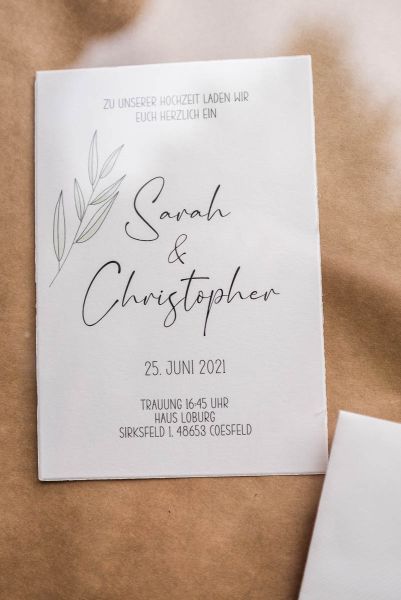 ZU UNSERER HOCHZEIT LADEN WIR
EUCH HERZLICH EIN
Sarah
&
Christopher
25. JUNI 2021
TRAUUNG 16:45 UHR
HAUS LOBURG
SIRKSFELD 1, 48653 COESFELD